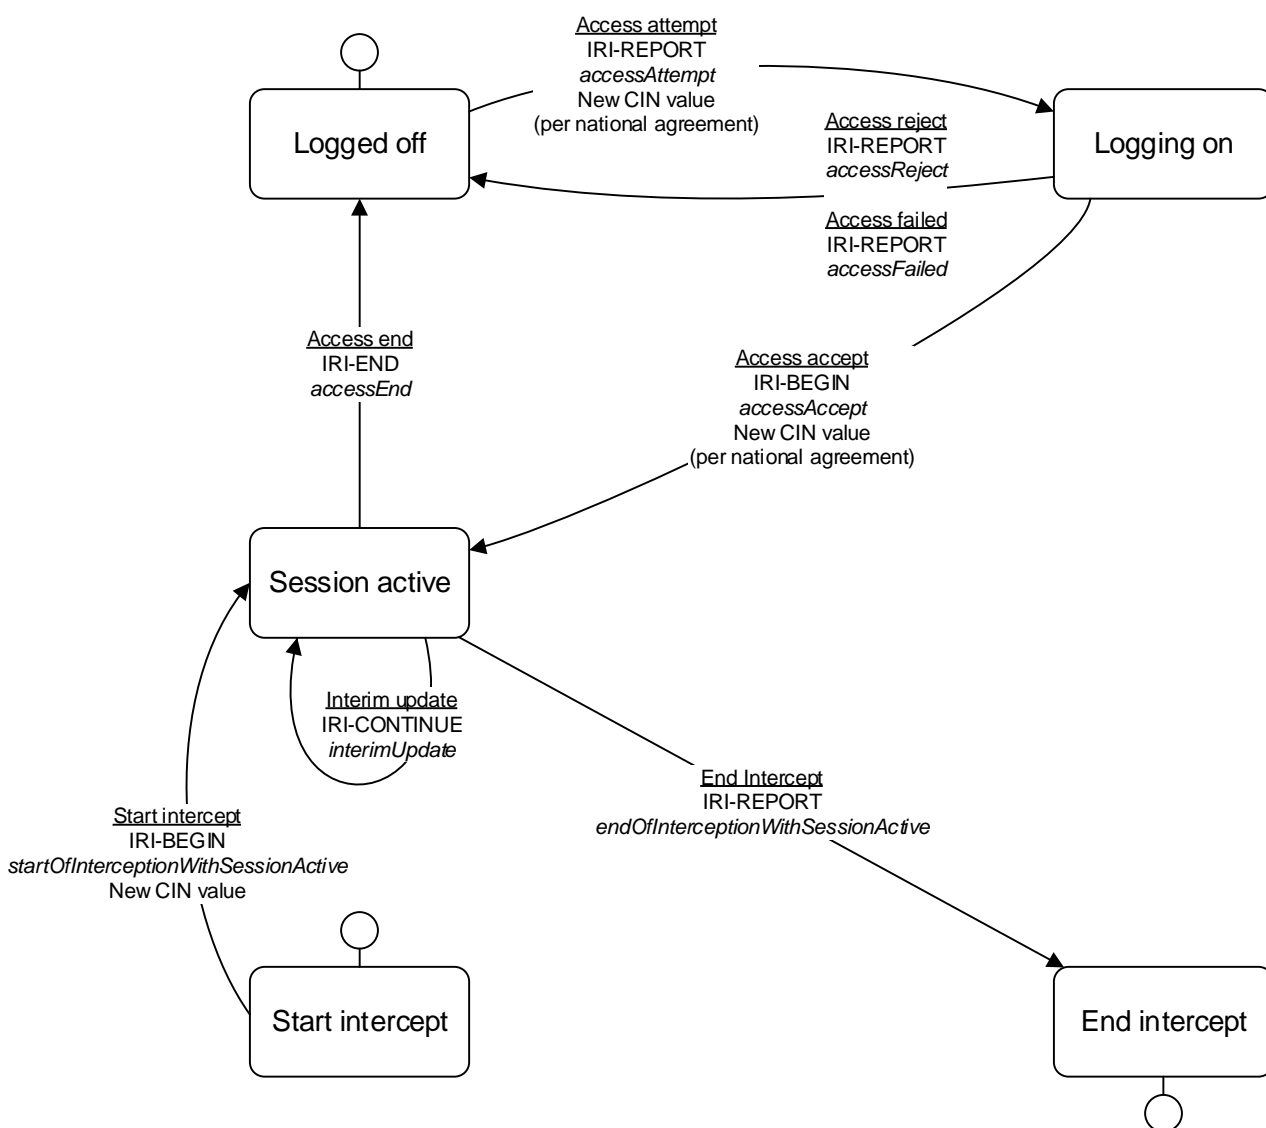 Access attempt
IRI-REPORT
accessAttempt
New CIN value
(per national agreement)
Logged off
Logging on
Access reject
IRI-REPORT
accessReject
Access failed
IRI-REPORT
accessFailed
Access end
IRI-END
accessEnd
Access accept
IRI-BEGIN
accessAccept
New CIN value
(per national agreement)
Session active
Interim update
IRI-CONTINUE
interimUpdate
End Intercept
IRI-REPORT
endOfInterceptionWithSessionActive
Start intercept
IRI-BEGIN
startOfInterceptionWithSessionActive
New CIN value
Start intercept
End intercept